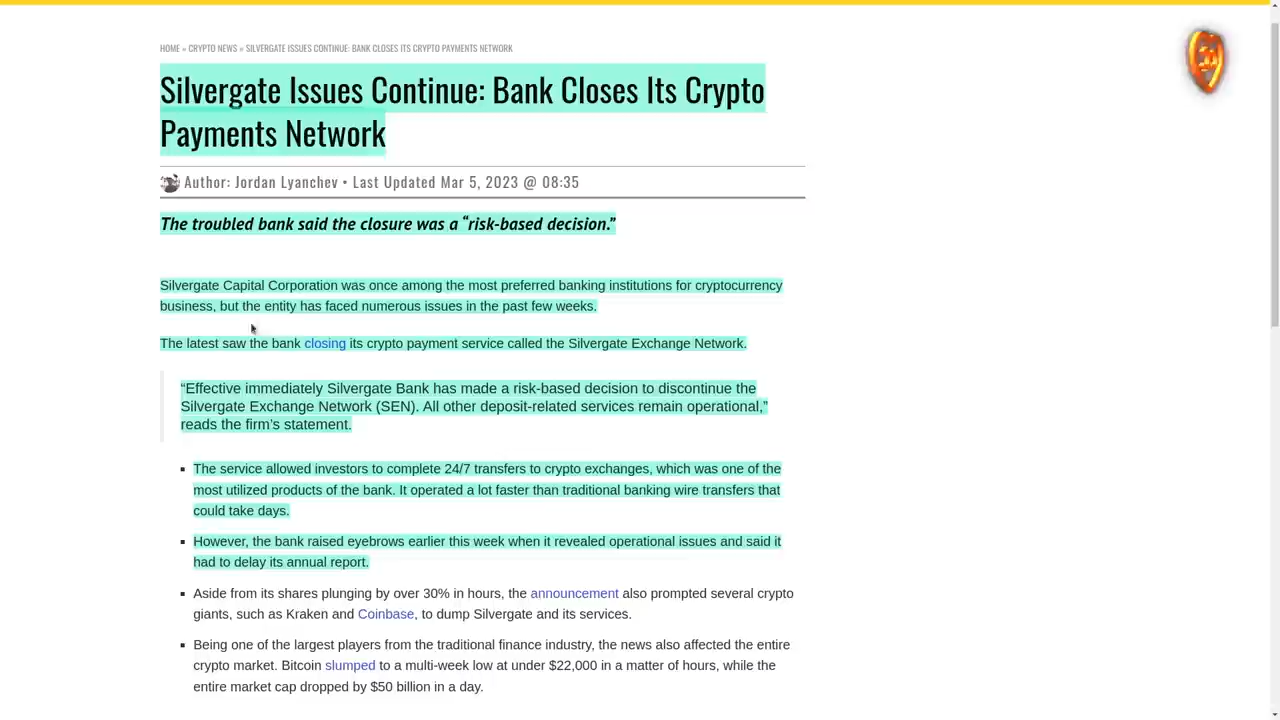 HOME » CRYPTO NEWS » SILVERGATE ISSUES CONTINUE: BANK CLOSES ITS CRYPTO PAYMENTS NETWORK
Silvergate Issues Continue: Bank Closes Its Crypto
Payments Network
Author: Jordan Lyanchev • Last Updated Mar 5, 2023 @ 08:35
The troubled bank said the closure was a “risk-based decision.”
Silvergate Capital Corporation was once among the most preferred banking institutions for cryptocurrency
business, but the entity has faced numerous issues in the past few weeks.
The latest saw the bank closing its crypto payment service called the Silvergate Exchange Network.
“Effective immediately Silvergate Bank has made a risk-based decision to discontinue the
Silvergate Exchange Network (SEN). All other deposit-related services remain operational,”
reads the firm’s statement.
▪ The service allowed investors to complete 24/7 transfers to crypto exchanges, which was one of the
most utilized products of the bank. It operated a lot faster than traditional banking wire transfers that
could take days.
▪ However, the bank raised eyebrows earlier this week when it revealed operational issues and said it
had to delay its annual report.
▪ Aside from its shares plunging by over 30% in hours, the announcement also prompted several crypto
giants, such as Kraken and Coinbase, to dump Silvergate and its services.
▪ Being one of the largest players from the traditional finance industry, the news also affected the entire
crypto market. Bitcoin slumped to a multi-week low at under $22,000 in a matter of hours, while the
entire market cap dropped by $50 billion in a day.